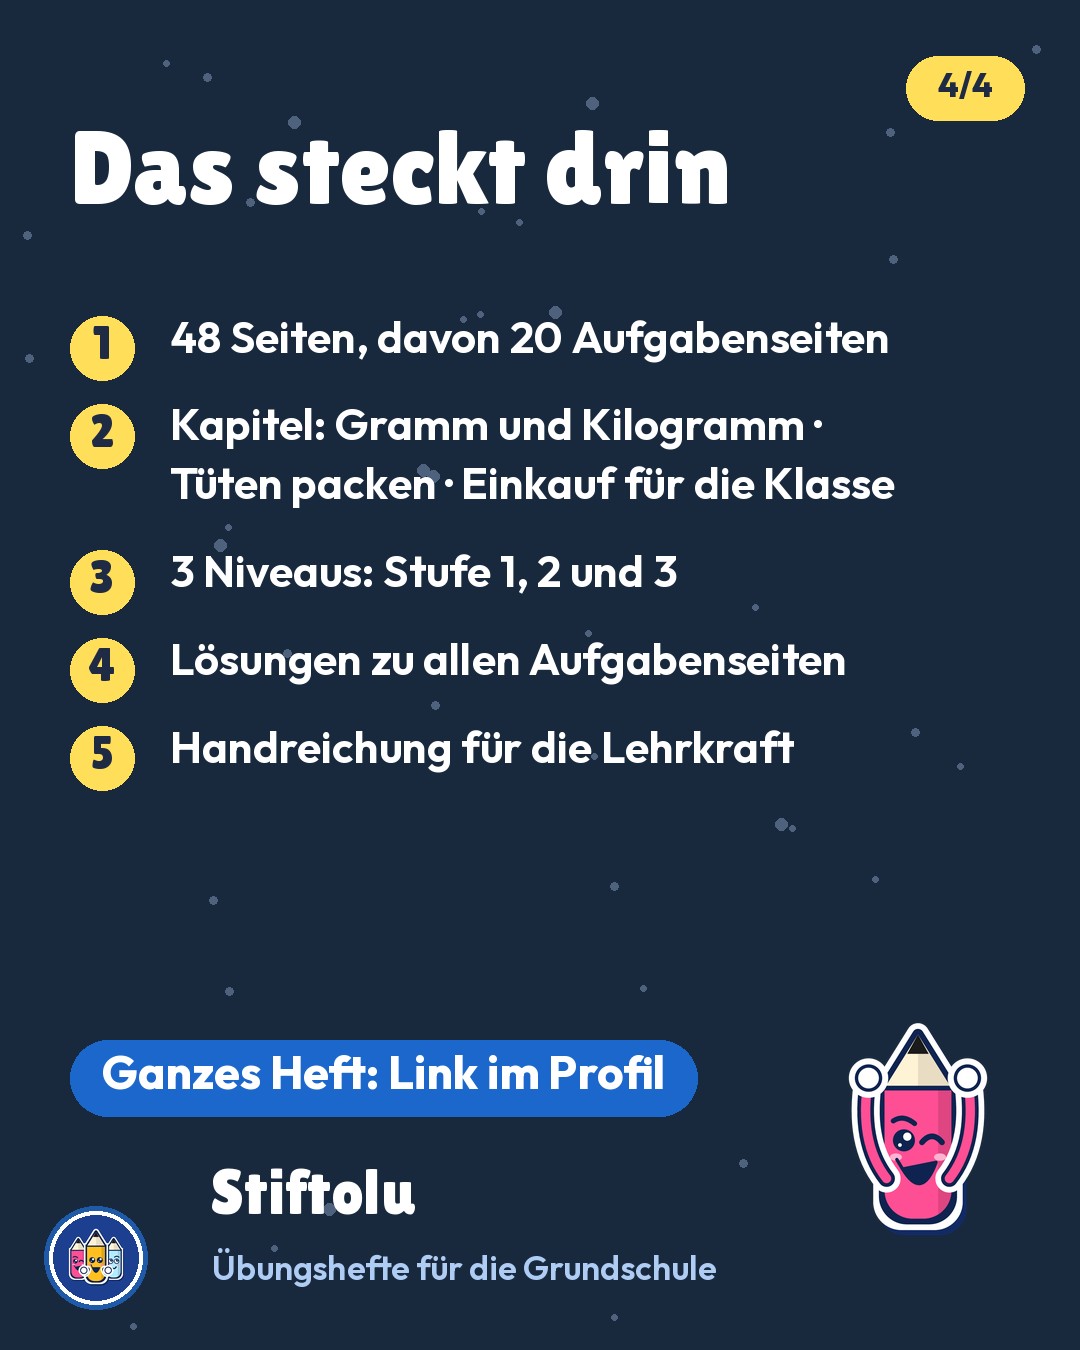 4/4
Das steckt drin
1 48 Seiten, davon 20 Aufgabenseiten
2 Kapitel: Gramm und Kilogramm ·
Tüten packen · Einkauf für die Klasse
3 3 Niveaus: Stufe 1, 2 und 3
4 Lösungen zu allen Aufgabenseiten
5 Handreichung für die Lehrkraft
Ganzes Heft: Link im Profil
Stiftolu
Übungshefte für die Grundschule